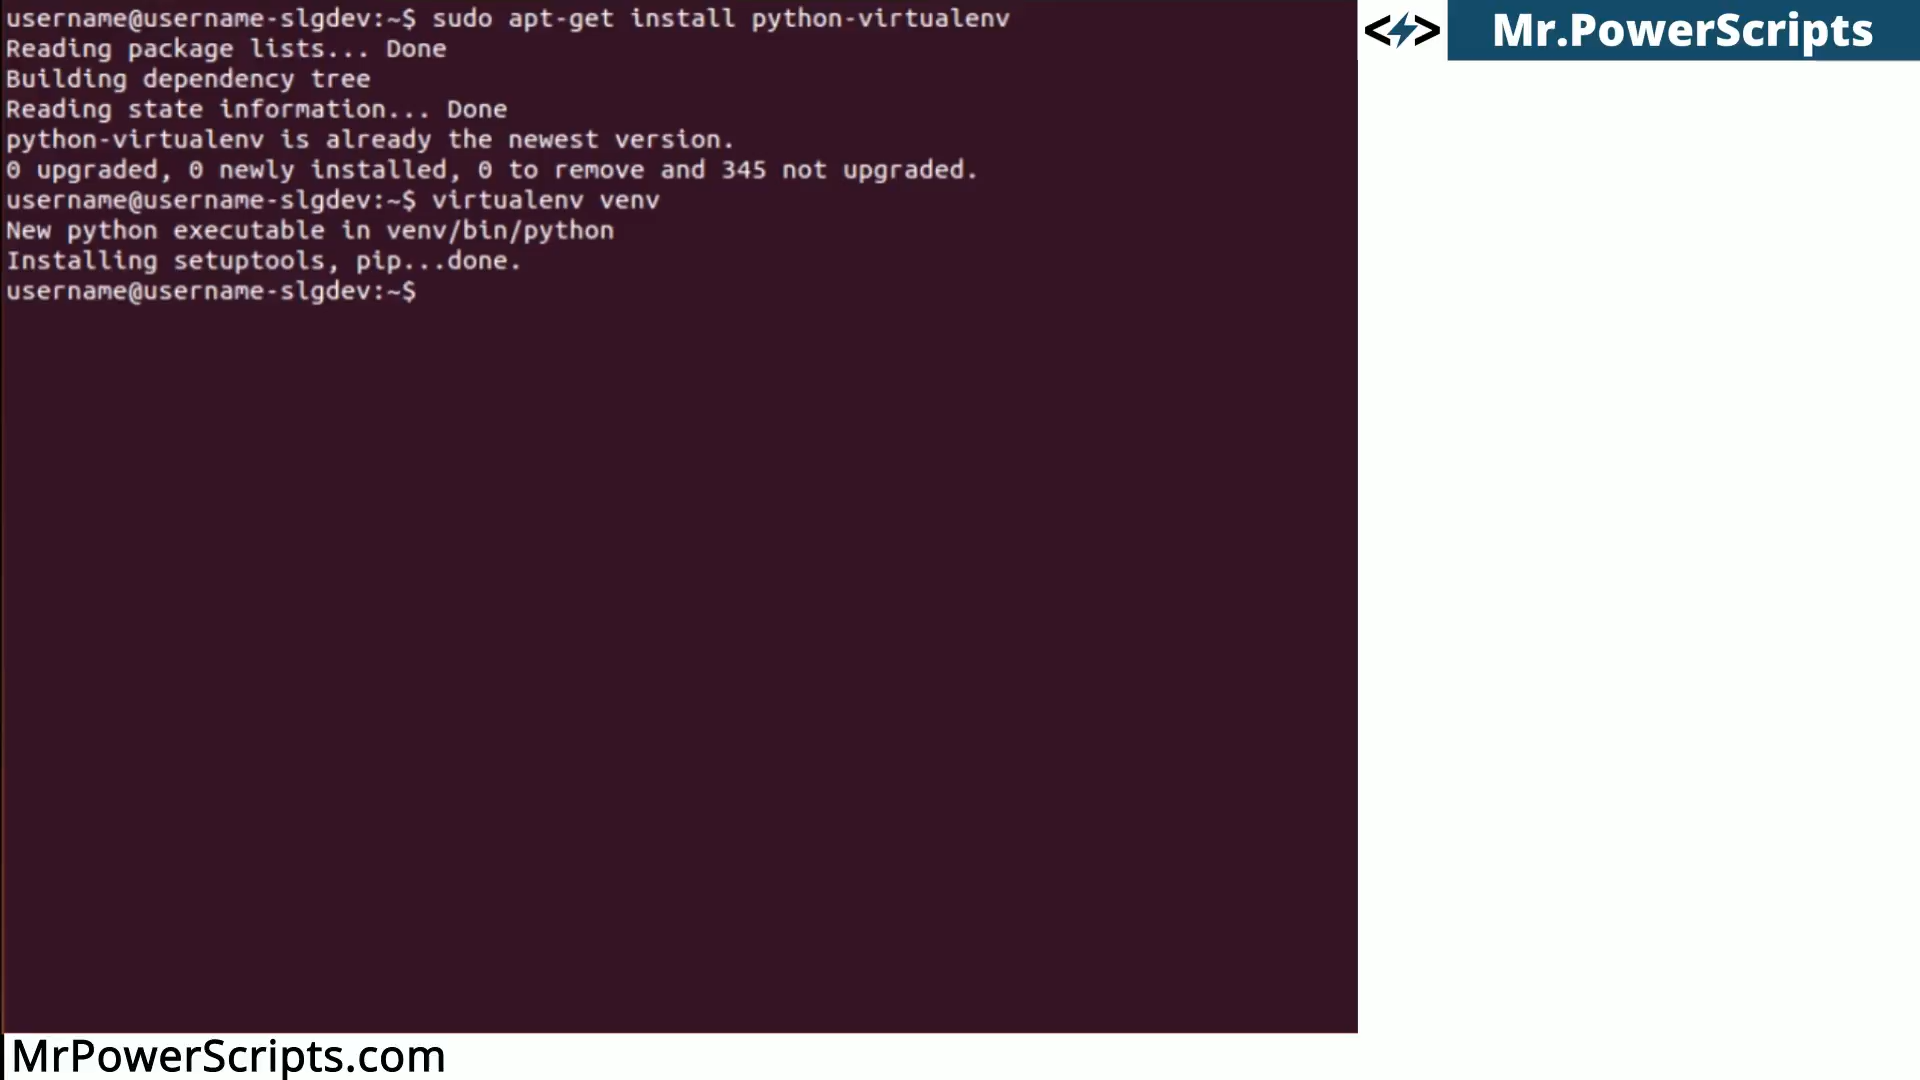 username@username-slgdev:~$ sudo apt-get install python-virtualenv
Reading package lists... Done
Building dependency tree
Reading state information... Done
python-virtualenv is already the newest version.
0 upgraded, 0 newly installed, 0 to remove and 345 not upgraded.
username@username-slgdev:~$ virtualenv venv
New python executable in venv/bin/python
Installing setuptools, pip...done.
username@username-slgdev:~$
Mr.PowerScripts
MrPowerScripts.com